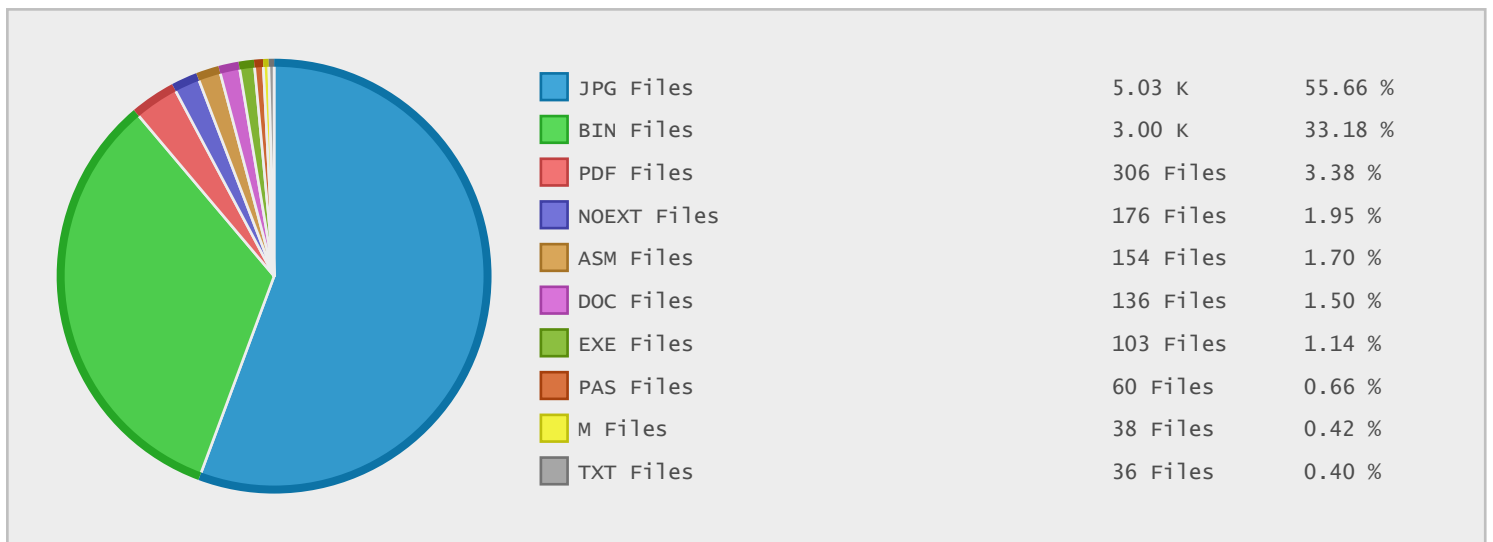 JPG Files 5.03 K 55.66 %
BIN Files 3.00 K 33.18 %
PDF Files 306 Files 3.38 %
NOEXT Files 176 Files 1.95 %
ASM Files 154 Files 1.70 %
DOC Files 136 Files 1.50 %
EXE Files 103 Files 1.14 %
PAS Files 60 Files 0.66 %
M Files 38 Files 0.42 %
TXT Files 36 Files 0.40 %